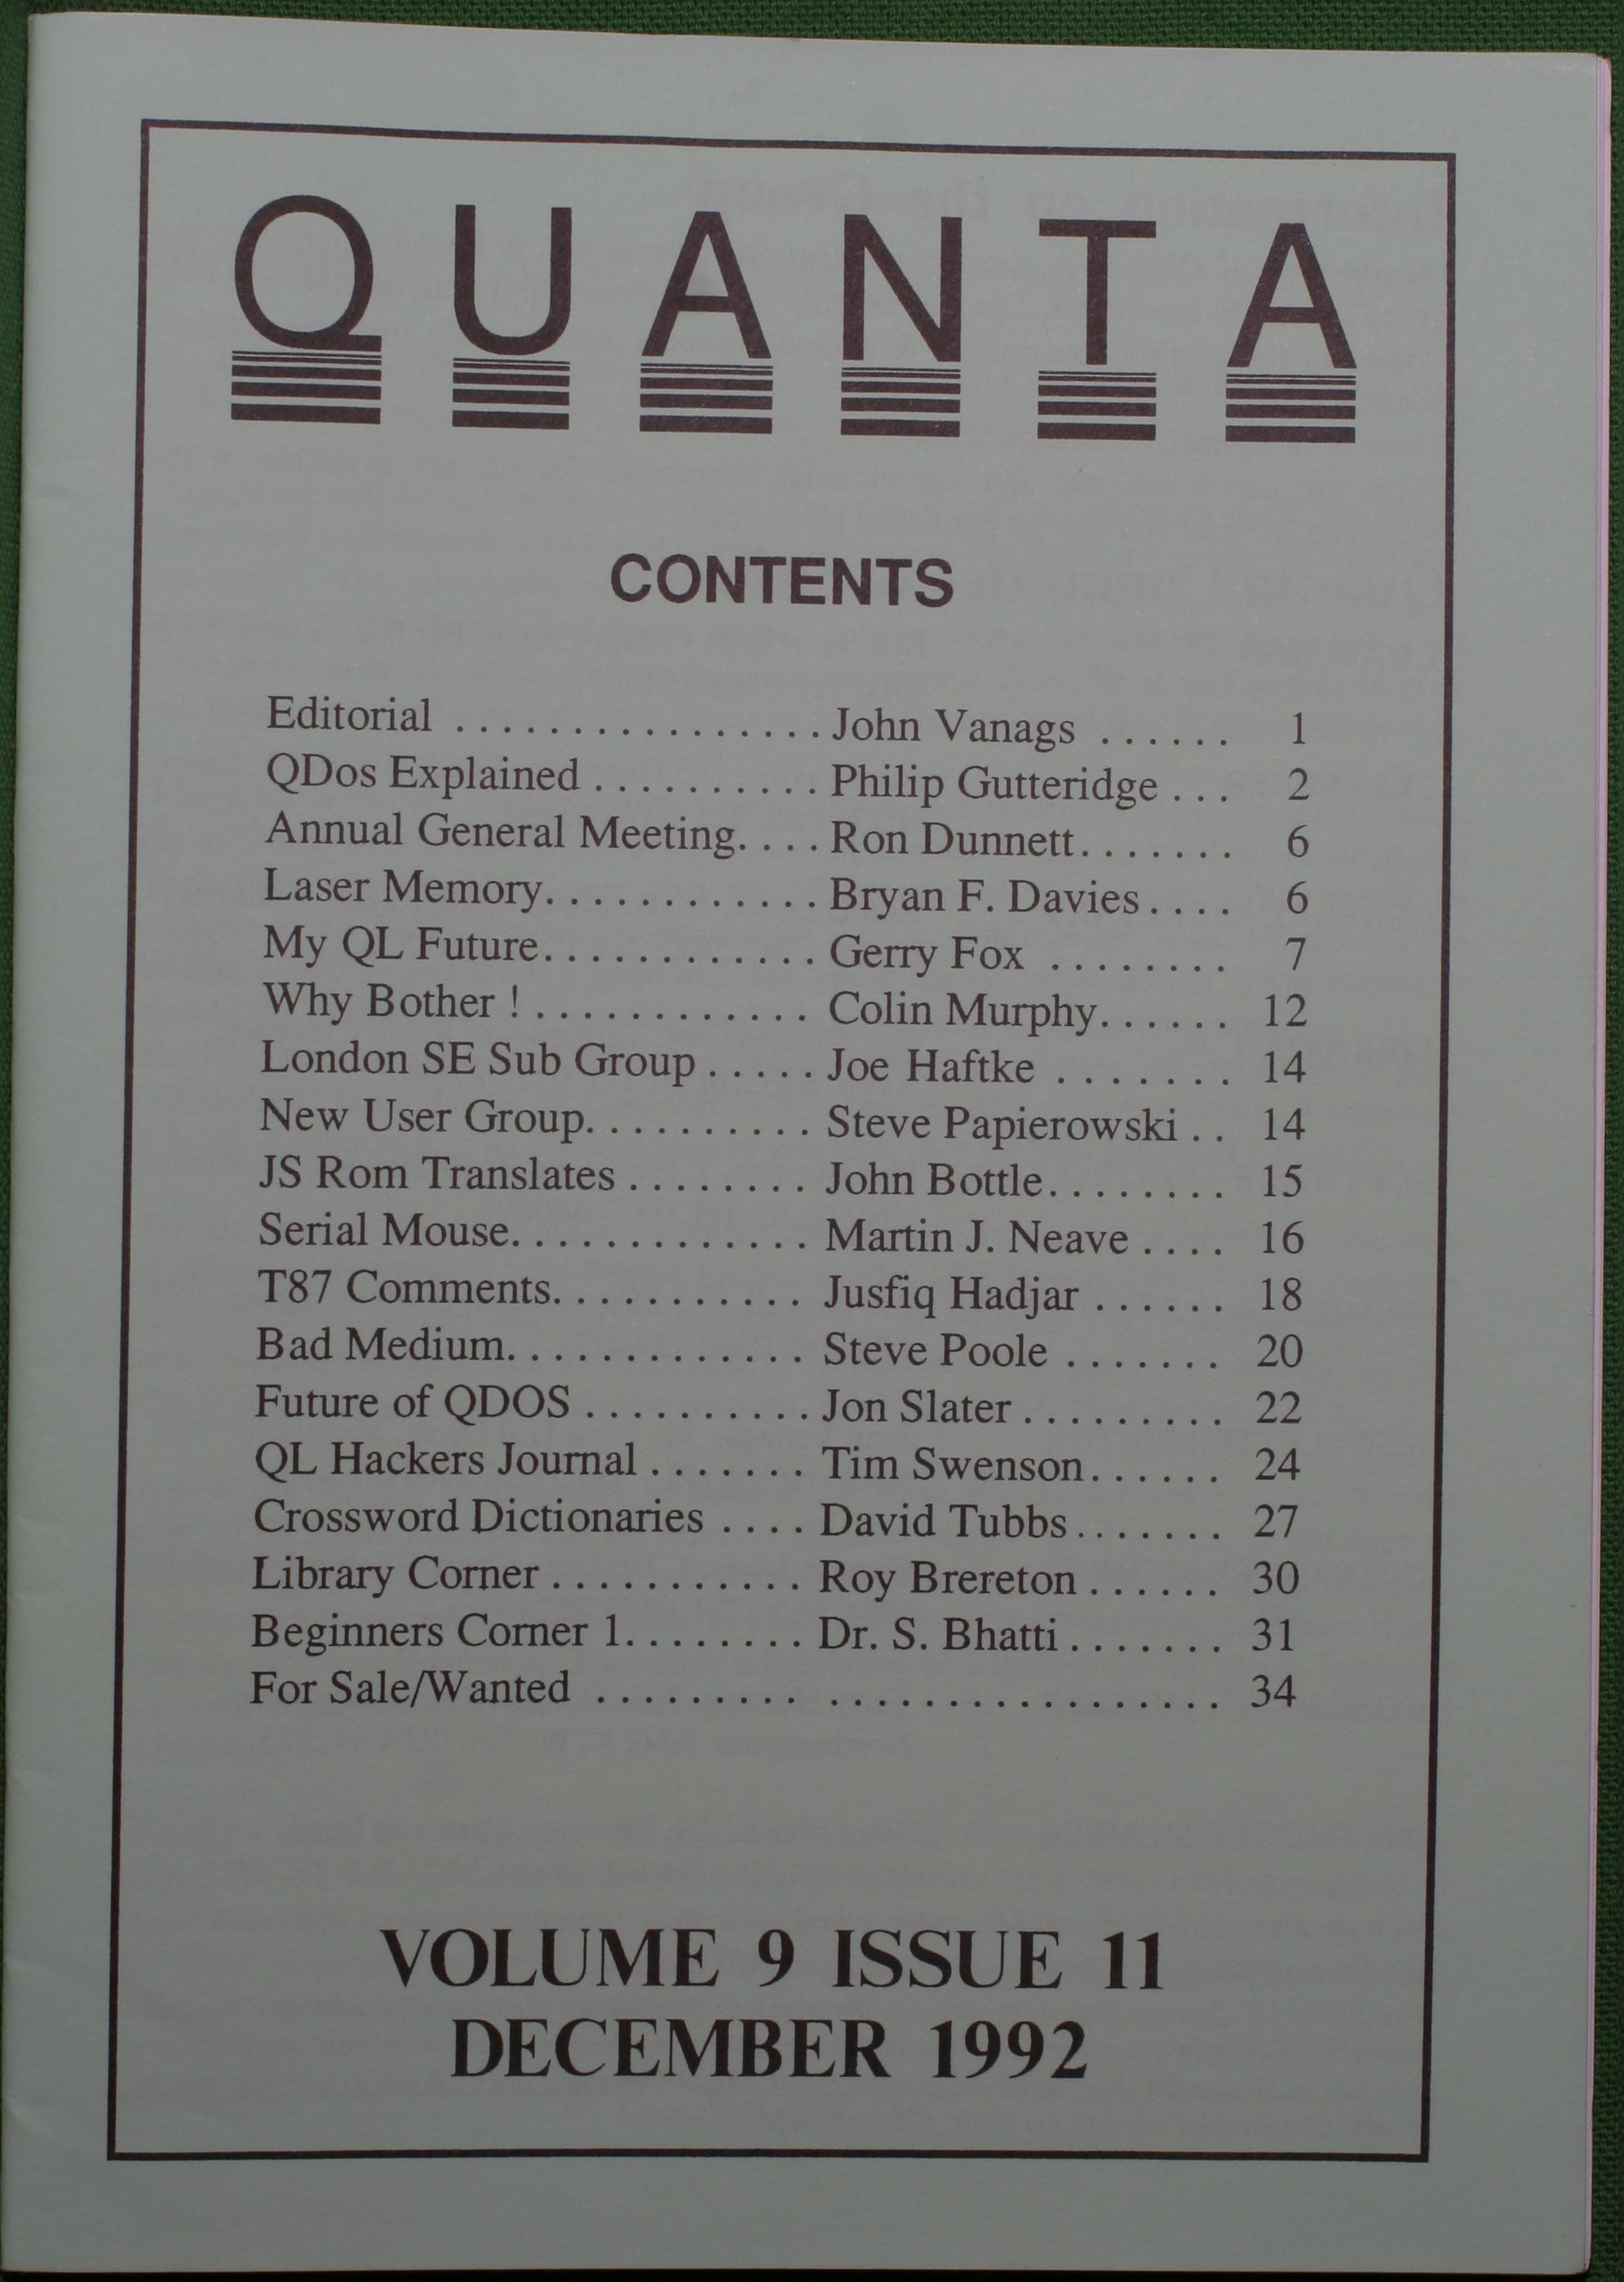 QUANTA
CONTENTS
Editorial ................ John Vanags ...... 1
QDos Explained .......... Philip Gutteridge ... 2
Annual General Meeting. ... Ron Dunnett. ...... 6
Laser Memory. ........... Bryan F. Davies .... 6
My QL Future. ........... Gerry Fox ........ 7
Why Bother ! ............ Colin Murphy. ..... 12
London SE Sub Group ..... Joe Haftke ....... 14
New User Group. ......... Steve Papierowski .. 14
JS Rom Translates ........ John Bottle. ....... 15
Serial Mouse. ............ Martin J. Neave .... 16
T87 Comments. .......... Jusfiq Hadjar ...... 18
Bad Medium. ............ Steve Poole ....... 20
Future of QDOS .......... Jon Slater ......... 22
QL Hackers Journal ....... Tim Swenson. ..... 24
Crossword Dictionaries .... David Tubbs ....... 27
Library Corner ........... Roy Brereton ...... 30
Beginners Corner 1. ....... Dr. S. Bhatti ....... 31
For Sale/Wanted ......... ................. 34
VOLUME 9 ISSUE 11
DECEMBER 1992